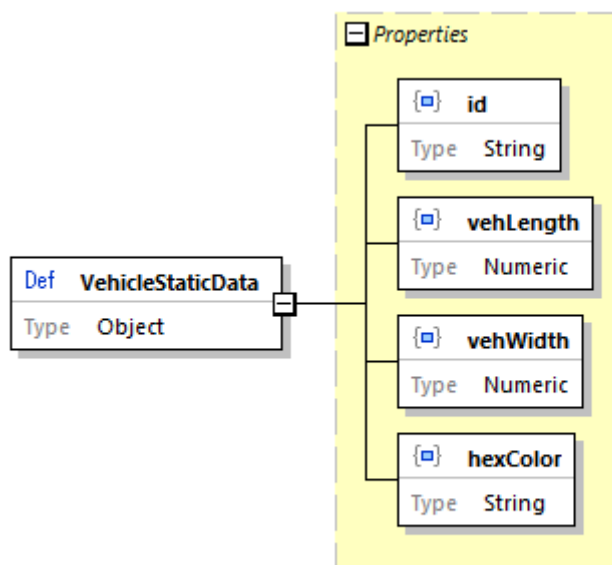 Properties
id
Type String
vehLength
Type Numeric
Def VehicleStaticData
Type Object
vehWidth
Type Numeric
hexColor
Type String